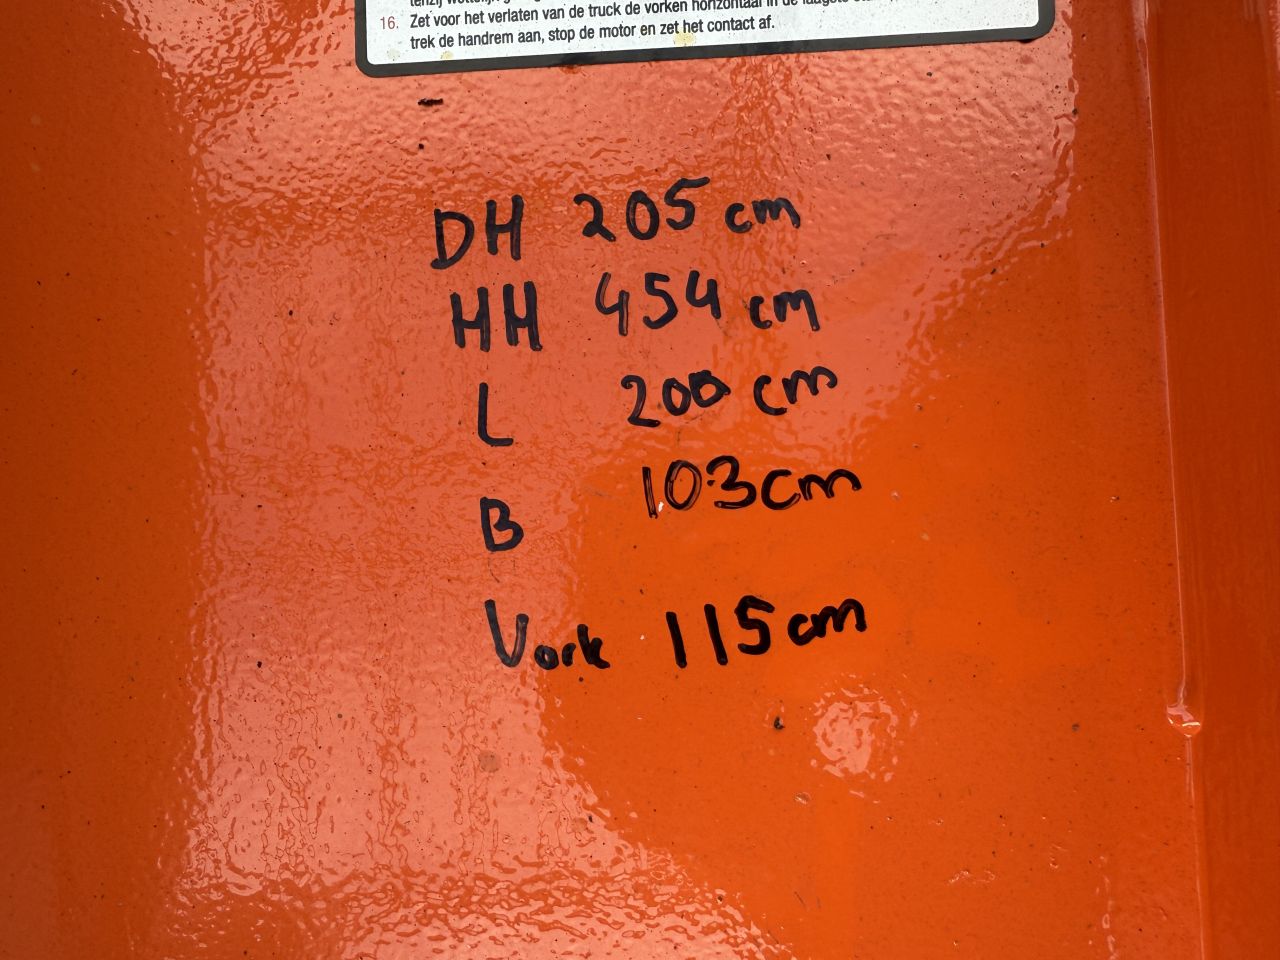 16. Zet voor het verlaten van de truck de vorken horizontaal in de
trek de handrem aan, stop de motor en zet het contact af.
DH 205 cm
HH 454 cm
L 200 cm
B 103cm
Vork 115cm